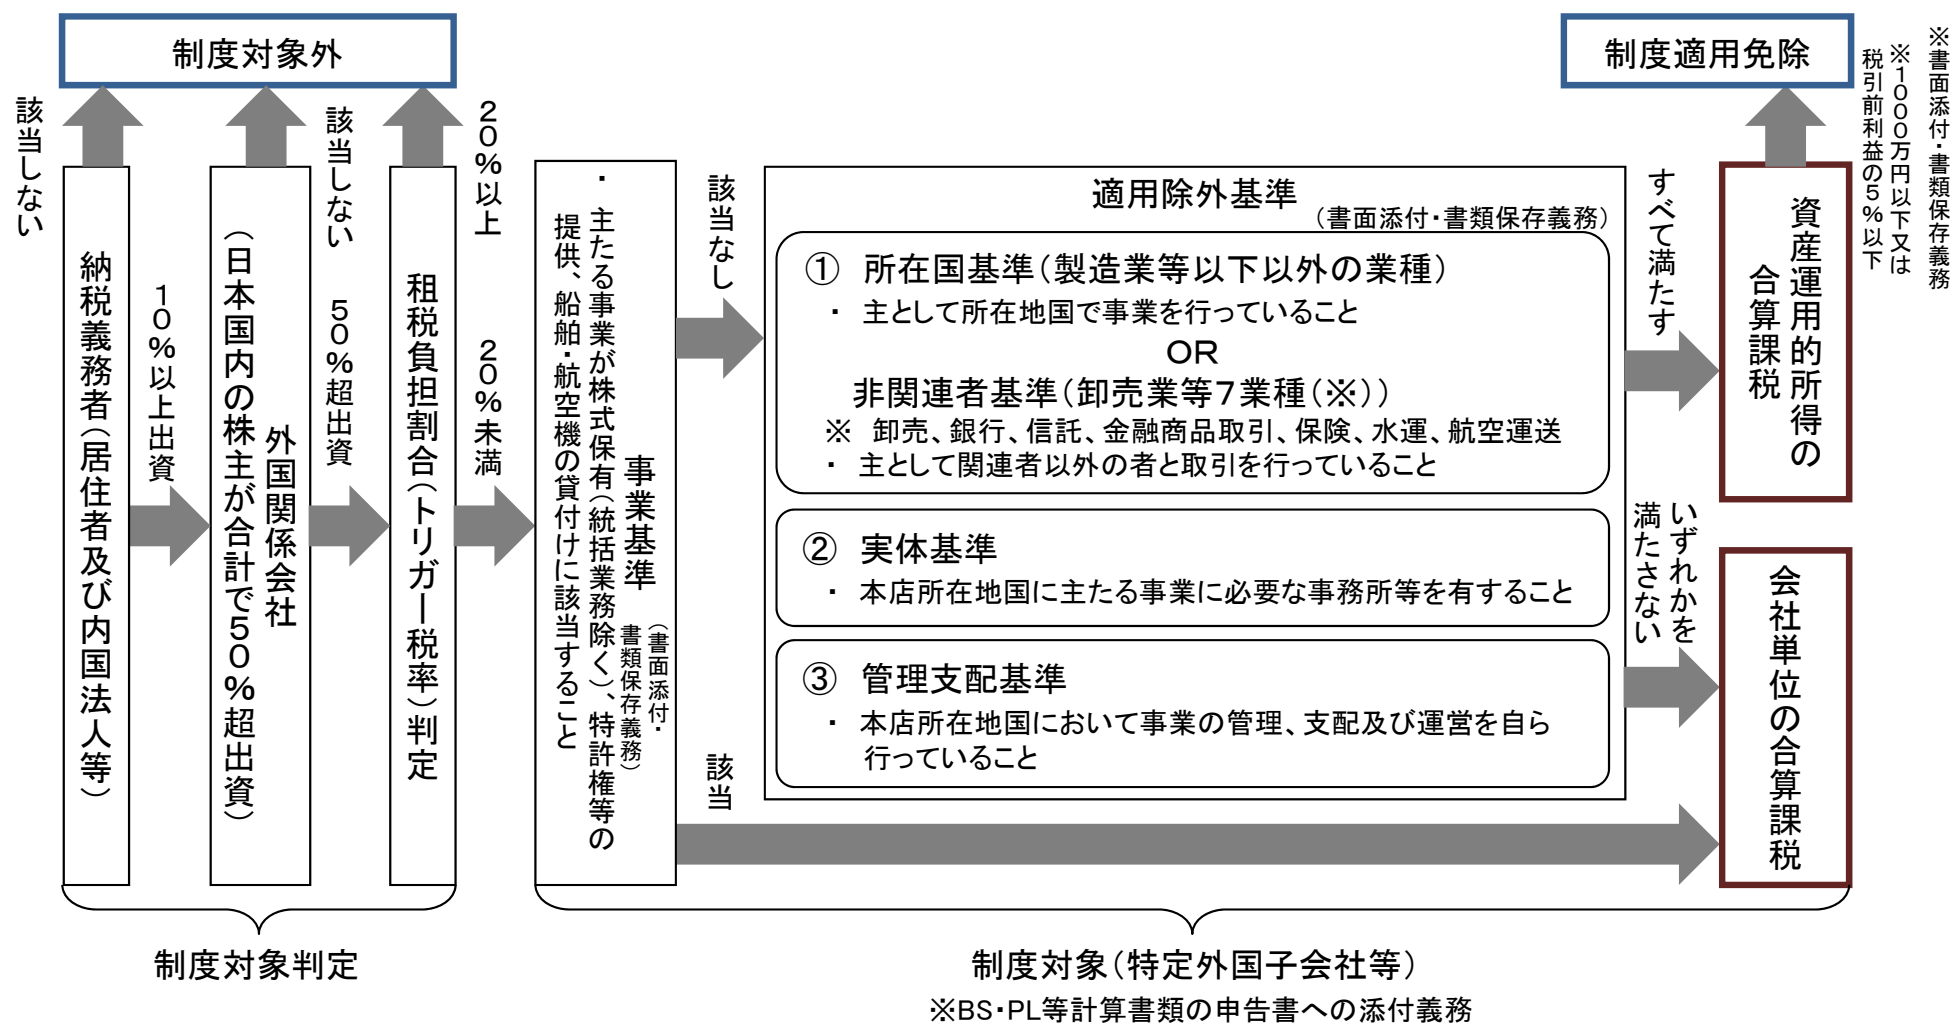 制度対象外
制度適用免除
※書面添付・書類保存義務
※1000万円以下又は
税引前利益の5%以下
該当しない
該当しない
20%以上
納税義務者(居住者及び内国法人等)
10%以上出資
外国関係会社
(日本国内の株主が合計で50%超出資)
50%超出資
租税負担割合(トリガー税率)判定
20%未満
事業基準
(書面添付・
書類保存義務)
・主たる事業が株式保有(統括業務除く)、特許権等の
提供、船舶・航空機の貸付けに該当すること
該当なし
該当
適用除外基準
(書面添付・書類保存義務)
① 所在国基準(製造業等以下以外の業種)
・ 主として所在地国で事業を行っていること
OR
非関連者基準(卸売業等7業種(※))
※ 卸売、銀行、信託、金融商品取引、保険、水運、航空運送
・ 主として関連者以外の者と取引を行っていること
② 実体基準
・ 本店所在地国に主たる事業に必要な事務所等を有すること
③ 管理支配基準
・ 本店所在地国において事業の管理、支配及び運営を自ら
行っていること
すべて満たす
いずれかを
満たさない
資産運用的所得の
合算課税
会社単位の合算課税
制度対象判定
制度対象(特定外国子会社等)
※BS・PL等計算書類の申告書への添付義務